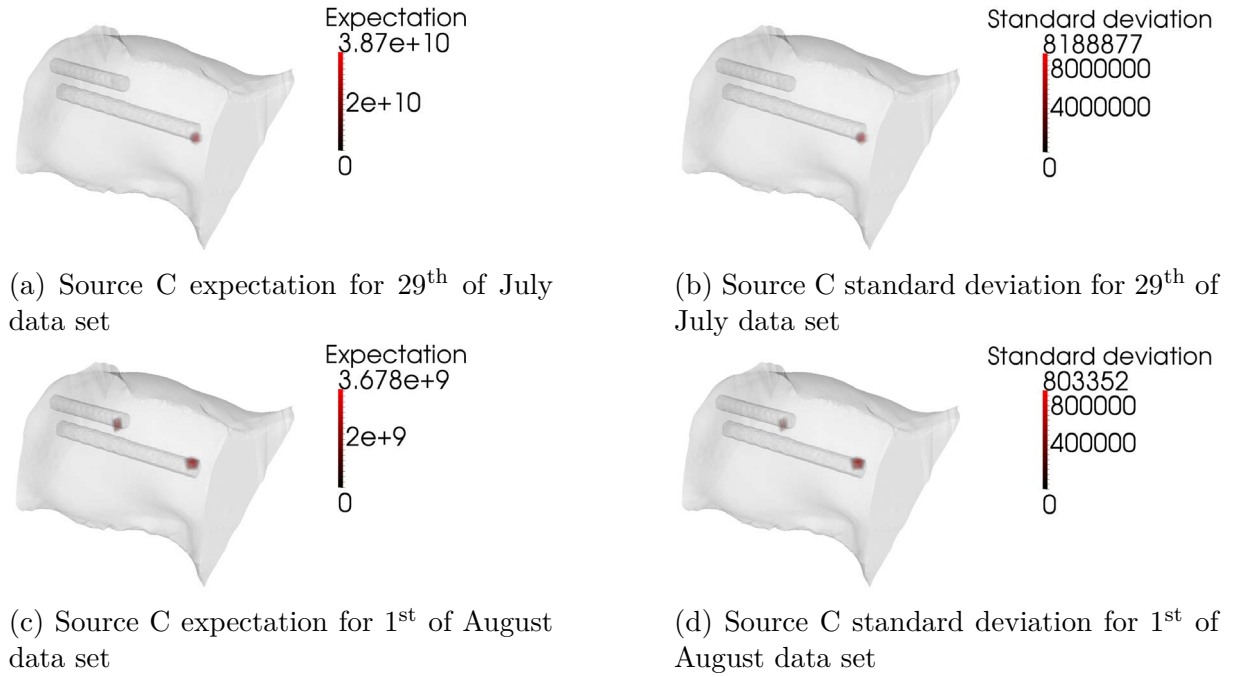 Expectation
3.87e+10
2e+10
0
Standard deviation
8188877
8000000
4000000
0
(a) Source C expectation for 29th of July
data set
(b) Source C standard deviation for 29th of
July data set
Expectation
3.678e+9
2e+9
0
Standard deviation
803352
800000
400000
0
(c) Source C expectation for 1st of August
data set
(d) Source C standard deviation for 1st of
August data set